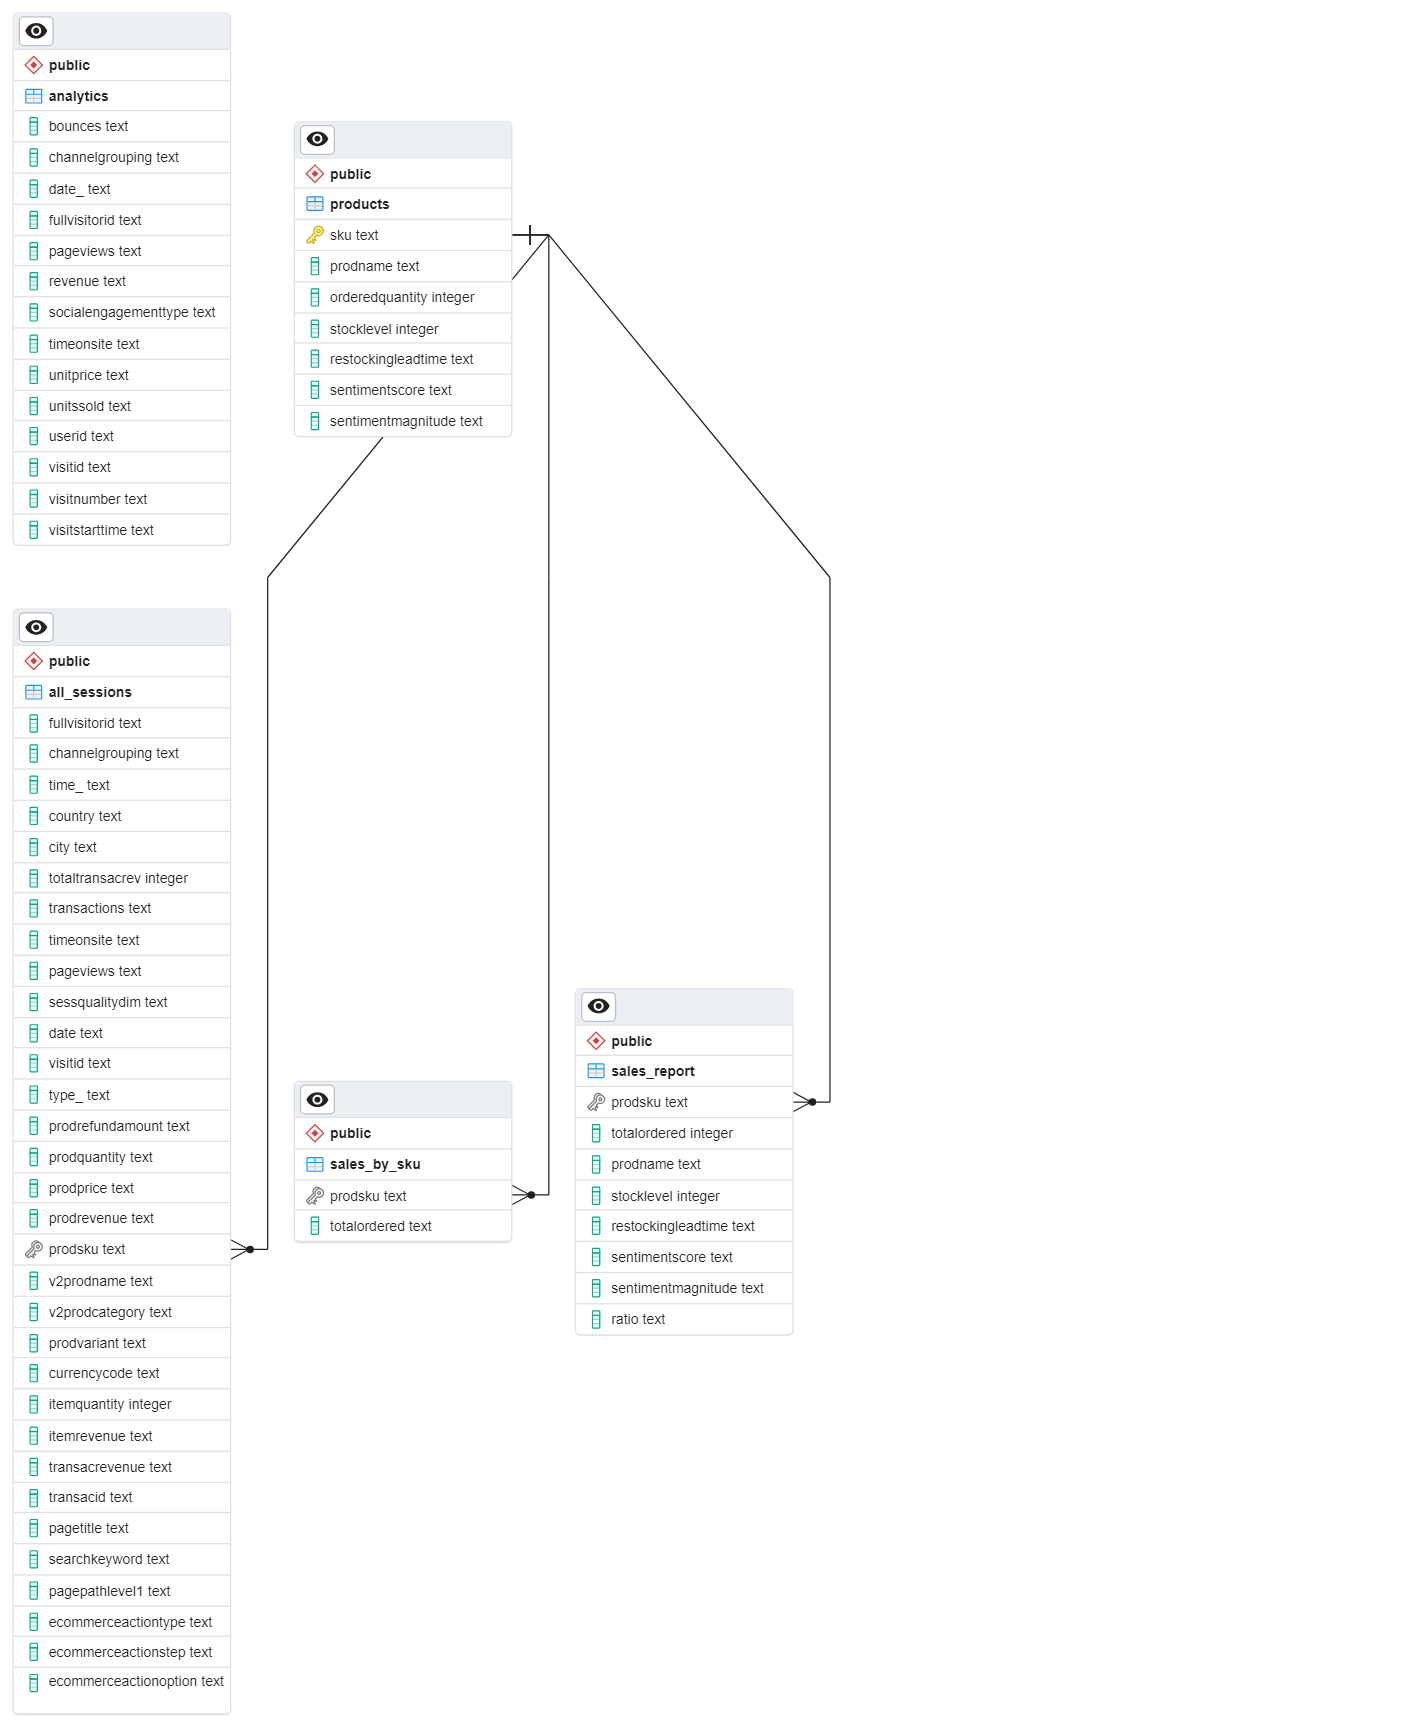 public
analytics
bounces text
channelgrouping text
date_ text
fullvisitorid text
pageviews text
revenue text
socialengagementtype text
timeonsite text
unitprice text
unitssold text
userid text
visitid text
visitnumber text
visitstarttime text
public
products
sku text
prodname text
orderedquantity integer
stocklevel integer
restockingleadtime text
sentimentscore text
sentimentmagnitude text
public
all_sessions
fullvisitorid text
channelgrouping text
time_ text
country text
city text
totaltransacrev integer
transactions text
timeonsite text
pageviews text
sessqualitydim text
date text
visitid text
type_ text
prodrefundamount text
prodquantity text
prodprice text
prodrevenue text
prodsku text
v2prodname text
v2prodcategory text
prodvariant text
currencycode text
itemquantity integer
itemrevenue text
transacrevenue text
transacid text
pagetitle text
searchkeyword text
pagepathlevel1 text
ecommerceactiontype text
ecommerceactionstep text
ecommerceactionoption text
public
sales_by_sku
prodsku text
totalordered text
public
sales_report
prodsku text
totalordered integer
prodname text
stocklevel integer
restockingleadtime text
sentimentscore text
sentimentmagnitude text
ratio text